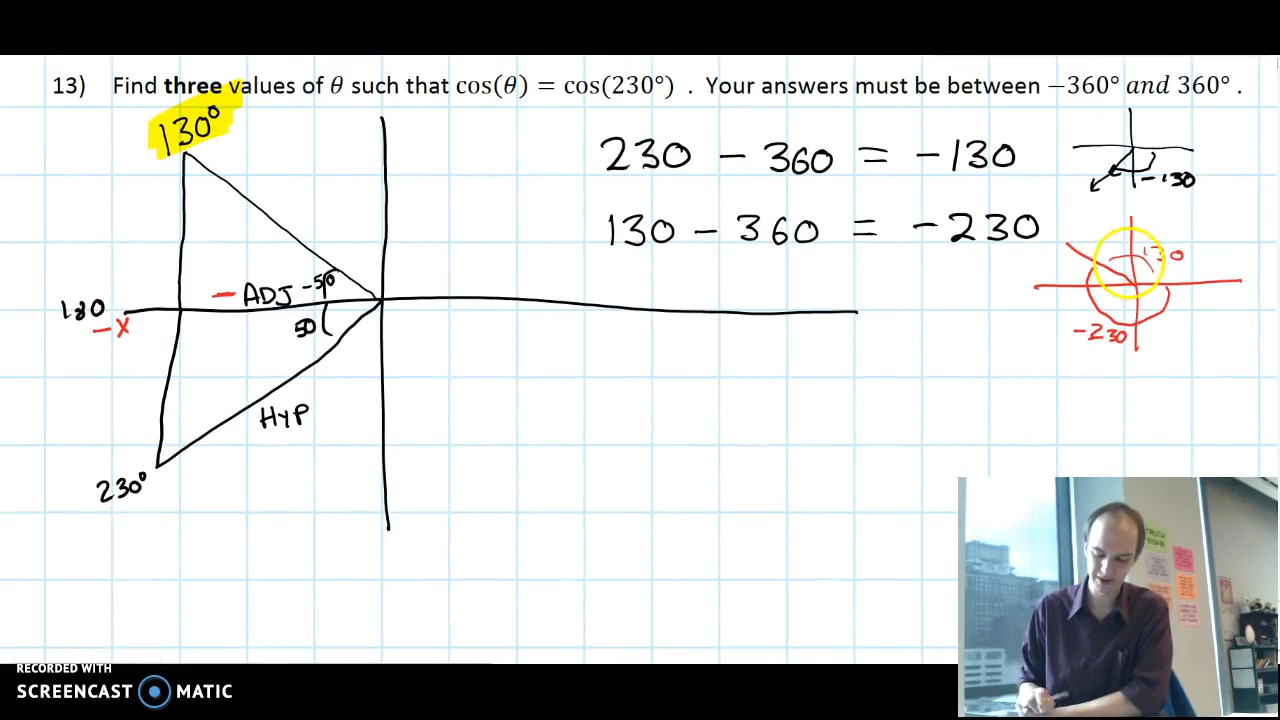 13) Find three values of θ such that cos(θ) = cos(230°) . Your answers must be between −360° and 360° .
130°
230 − 360 = −130
−130
130 − 360 = −230
130
−230
180
−X
− ADJ
−50
50
HYP
230°
RECORDED WITH
SCREENCAST MATIC